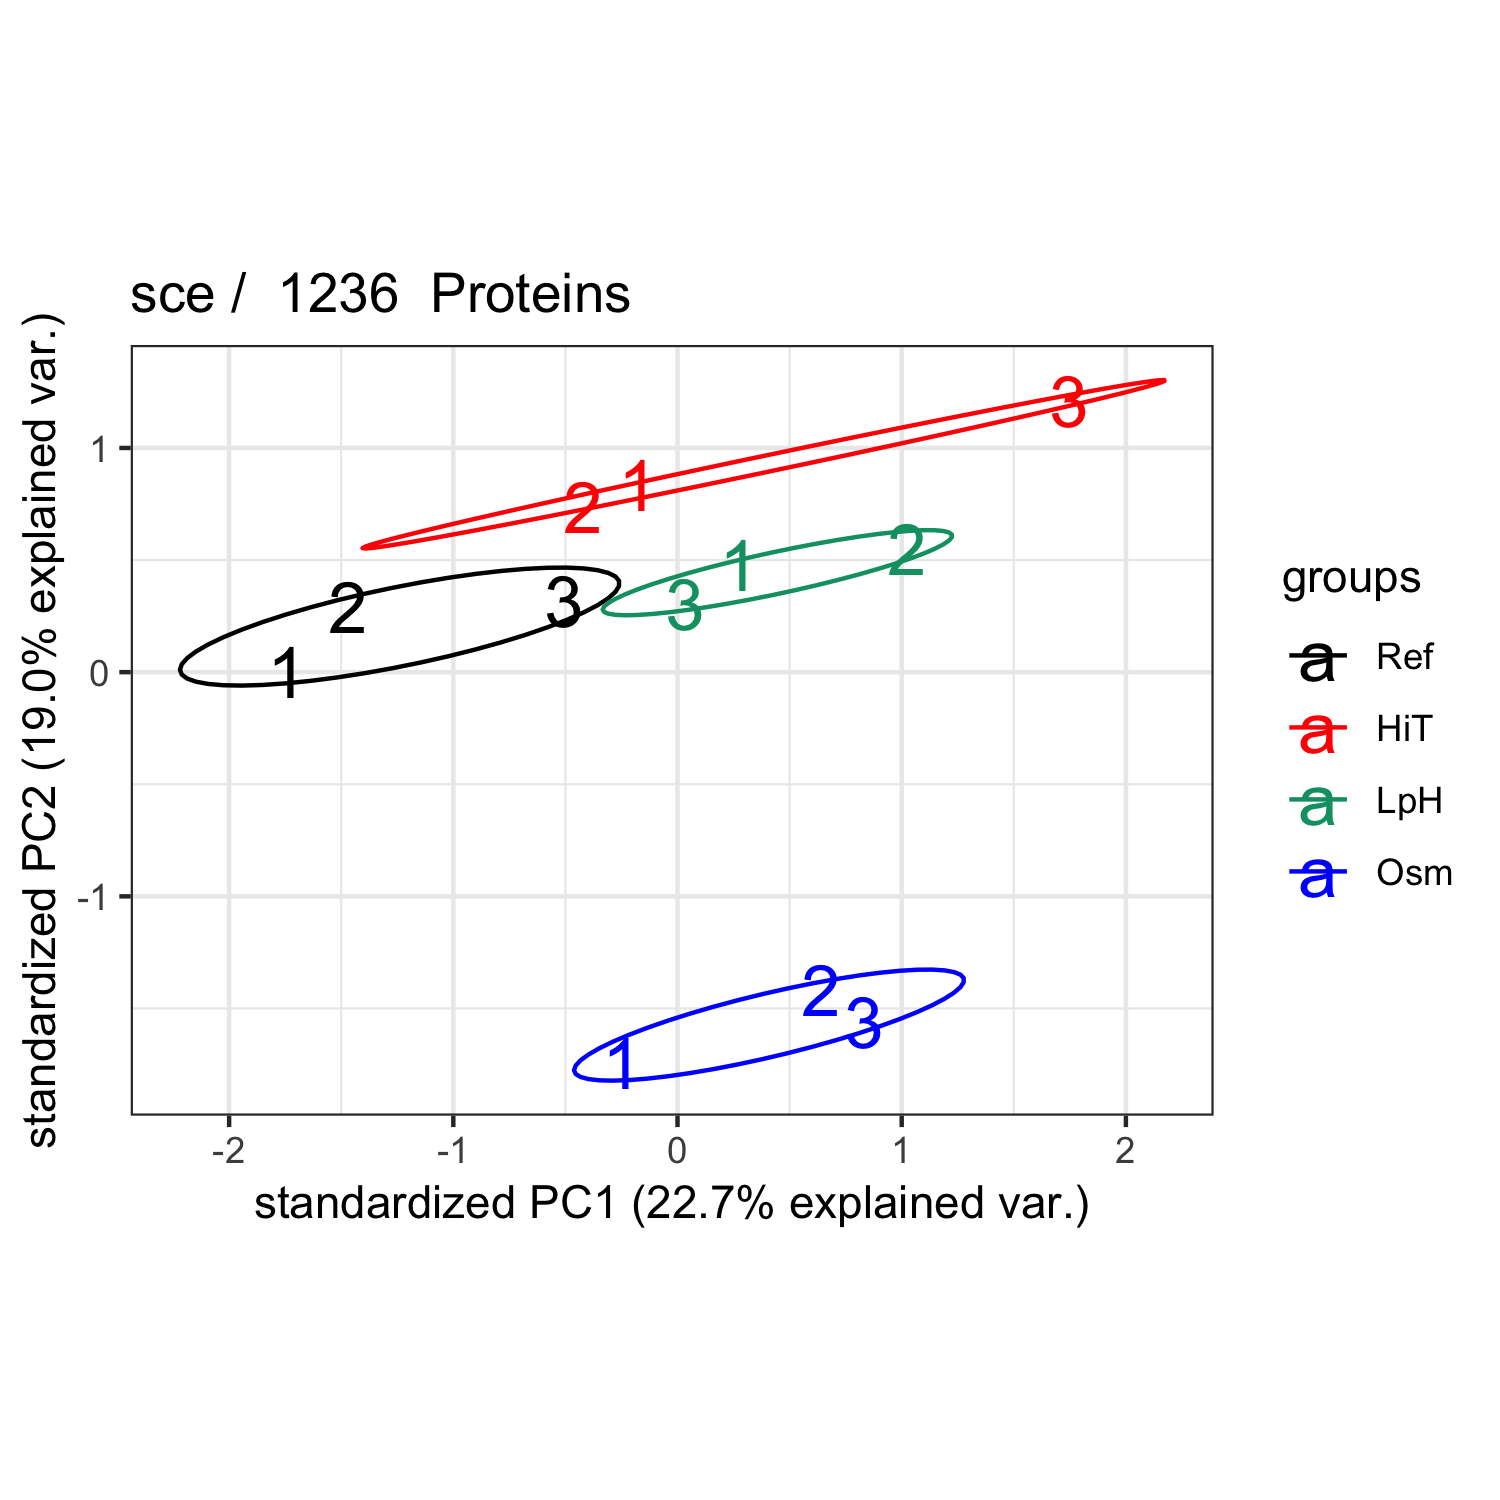 sce /  1236  Proteins
standardized PC2 (19.0% explained var.)
1
0
-1
3
1
2
2
3
1
1
2
3
2
3
1
-2
-1
0
1
2
standardized PC1 (22.7% explained var.)
groups
a Ref
a HiT
a LpH
a Osm